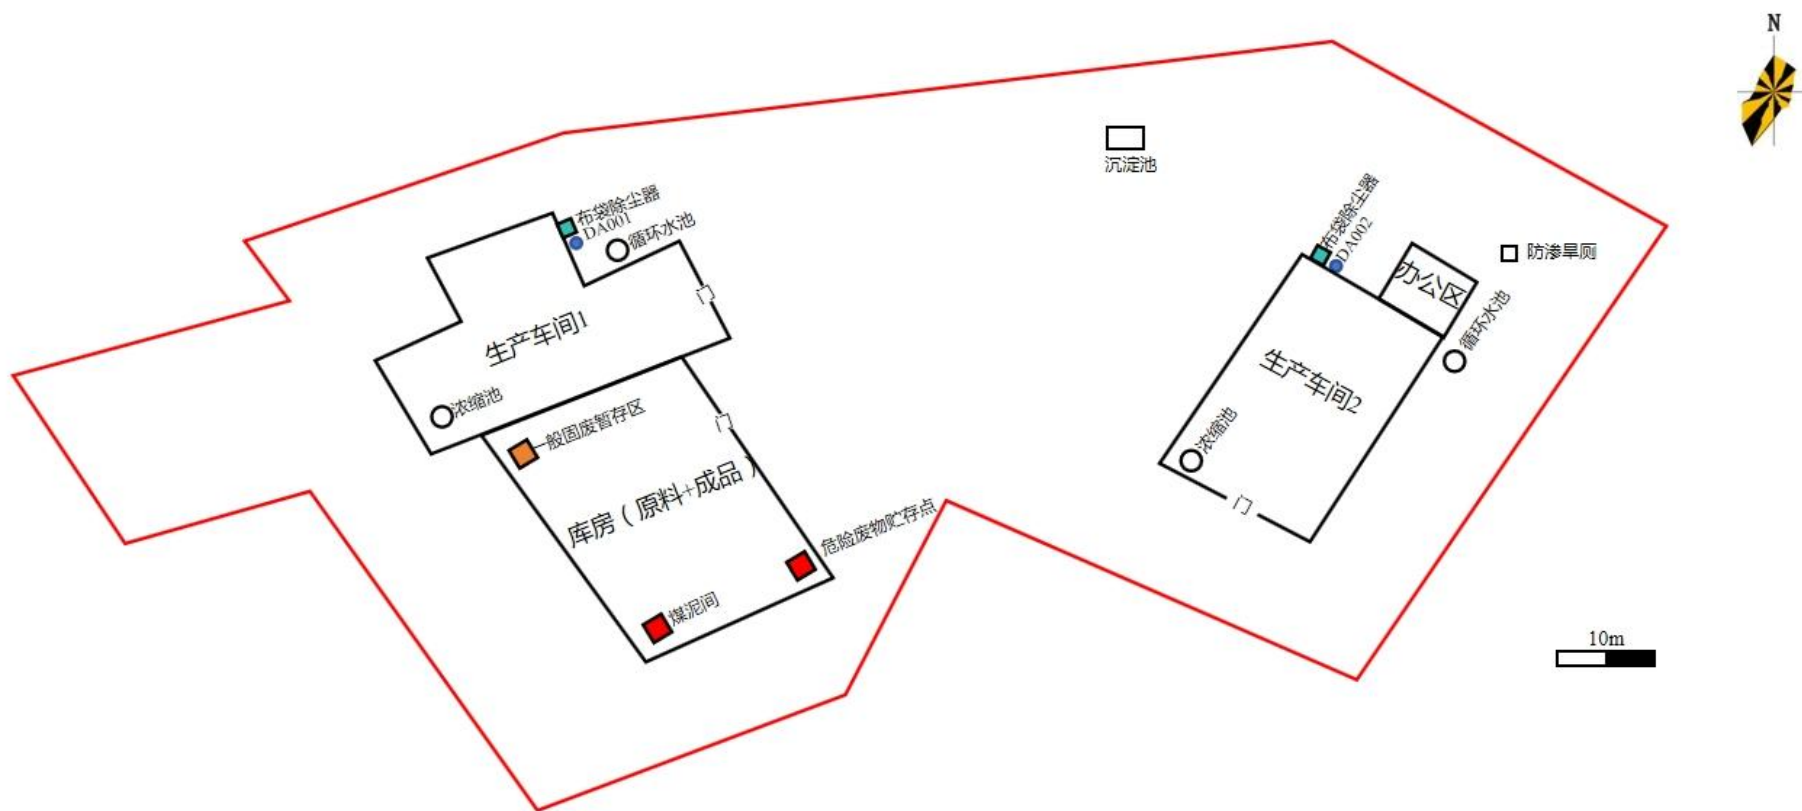 N
沉淀池
布袋除尘器
DA001
循环水池
门
生产车间1
浓缩池
一般固废暂存区
门
库房（原料+成品）
危险废物贮存点
煤泥间
布袋除尘器
DA002
办公区
防渗旱厕
循环水池
生产车间2
浓缩池
门
10m